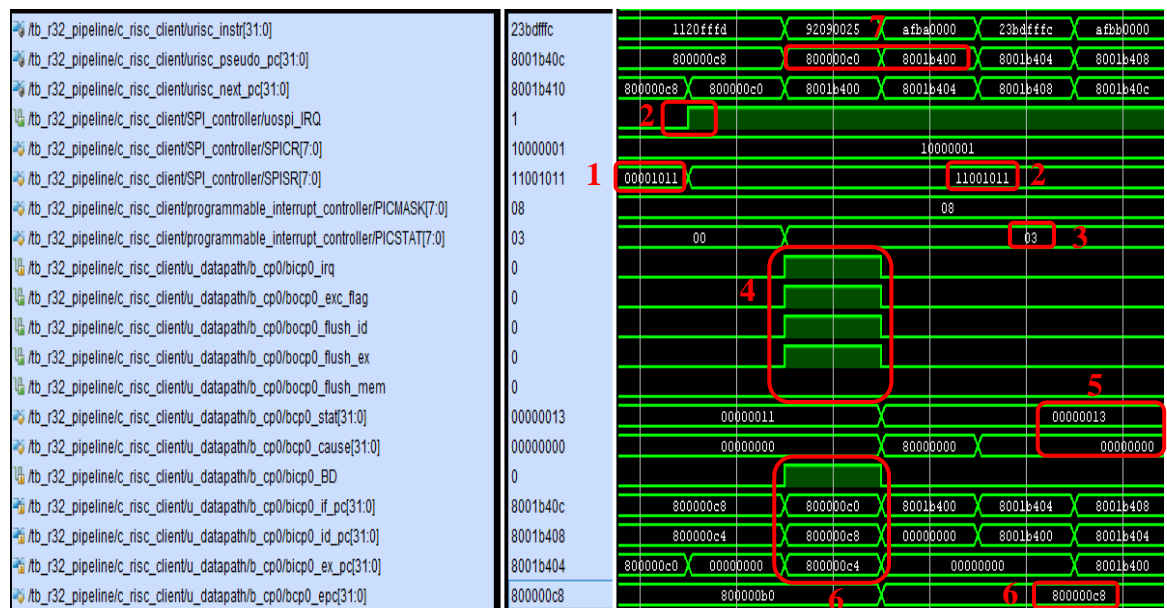 /tb_r32_pipeline/c_risc_client/urisc_instr[31:0] 23bdfffc 1120fffd 92090025 7 afba0000 23bdfffc afbb0000
/tb_r32_pipeline/c_risc_client/urisc_pseudo_pc[31:0] 8001b40c 800000c8 800000c0 8001b400 8001b404 8001b408
/tb_r32_pipeline/c_risc_client/urisc_next_pc[31:0] 8001b410 800000c8 800000c0 8001b400 8001b404 8001b408 8001b40c
/tb_r32_pipeline/c_risc_client/SPI_controller/uospi_IRQ 1 2
/tb_r32_pipeline/c_risc_client/SPI_controller/SPICR[7:0] 10000001 10000001
/tb_r32_pipeline/c_risc_client/SPI_controller/SPISR[7:0] 11001011 1 00001011 11001011 2
/tb_r32_pipeline/c_risc_client/programmable_interrupt_controller/PICMASK[7:0] 08 08
/tb_r32_pipeline/c_risc_client/programmable_interrupt_controller/PICSTAT[7:0] 03 00 03 3
/tb_r32_pipeline/c_risc_client/u_datapath/b_cp0/bicp0_irq 0
/tb_r32_pipeline/c_risc_client/u_datapath/b_cp0/bocp0_exc_flag 0 4
/tb_r32_pipeline/c_risc_client/u_datapath/b_cp0/bocp0_flush_id 0
/tb_r32_pipeline/c_risc_client/u_datapath/b_cp0/bocp0_flush_ex 0
/tb_r32_pipeline/c_risc_client/u_datapath/b_cp0/bocp0_flush_mem 0 5
/tb_r32_pipeline/c_risc_client/u_datapath/b_cp0/bcp0_stat[31:0] 00000013 00000011 00000013
/tb_r32_pipeline/c_risc_client/u_datapath/b_cp0/bcp0_cause[31:0] 00000000 00000000 80000000 00000000
/tb_r32_pipeline/c_risc_client/u_datapath/b_cp0/bicp0_BD 0
/tb_r32_pipeline/c_risc_client/u_datapath/b_cp0/bicp0_if_pc[31:0] 8001b40c 800000c8 800000c0 8001b400 8001b404 8001b408
/tb_r32_pipeline/c_risc_client/u_datapath/b_cp0/bicp0_id_pc[31:0] 8001b408 800000c4 800000c8 00000000 8001b400 8001b404
/tb_r32_pipeline/c_risc_client/u_datapath/b_cp0/bicp0_ex_pc[31:0] 8001b404 800000c0 00000000 800000c4 00000000 8001b400
/tb_r32_pipeline/c_risc_client/u_datapath/b_cp0/bcp0_epc[31:0] 800000c8 800000b0 6 6 800000c8